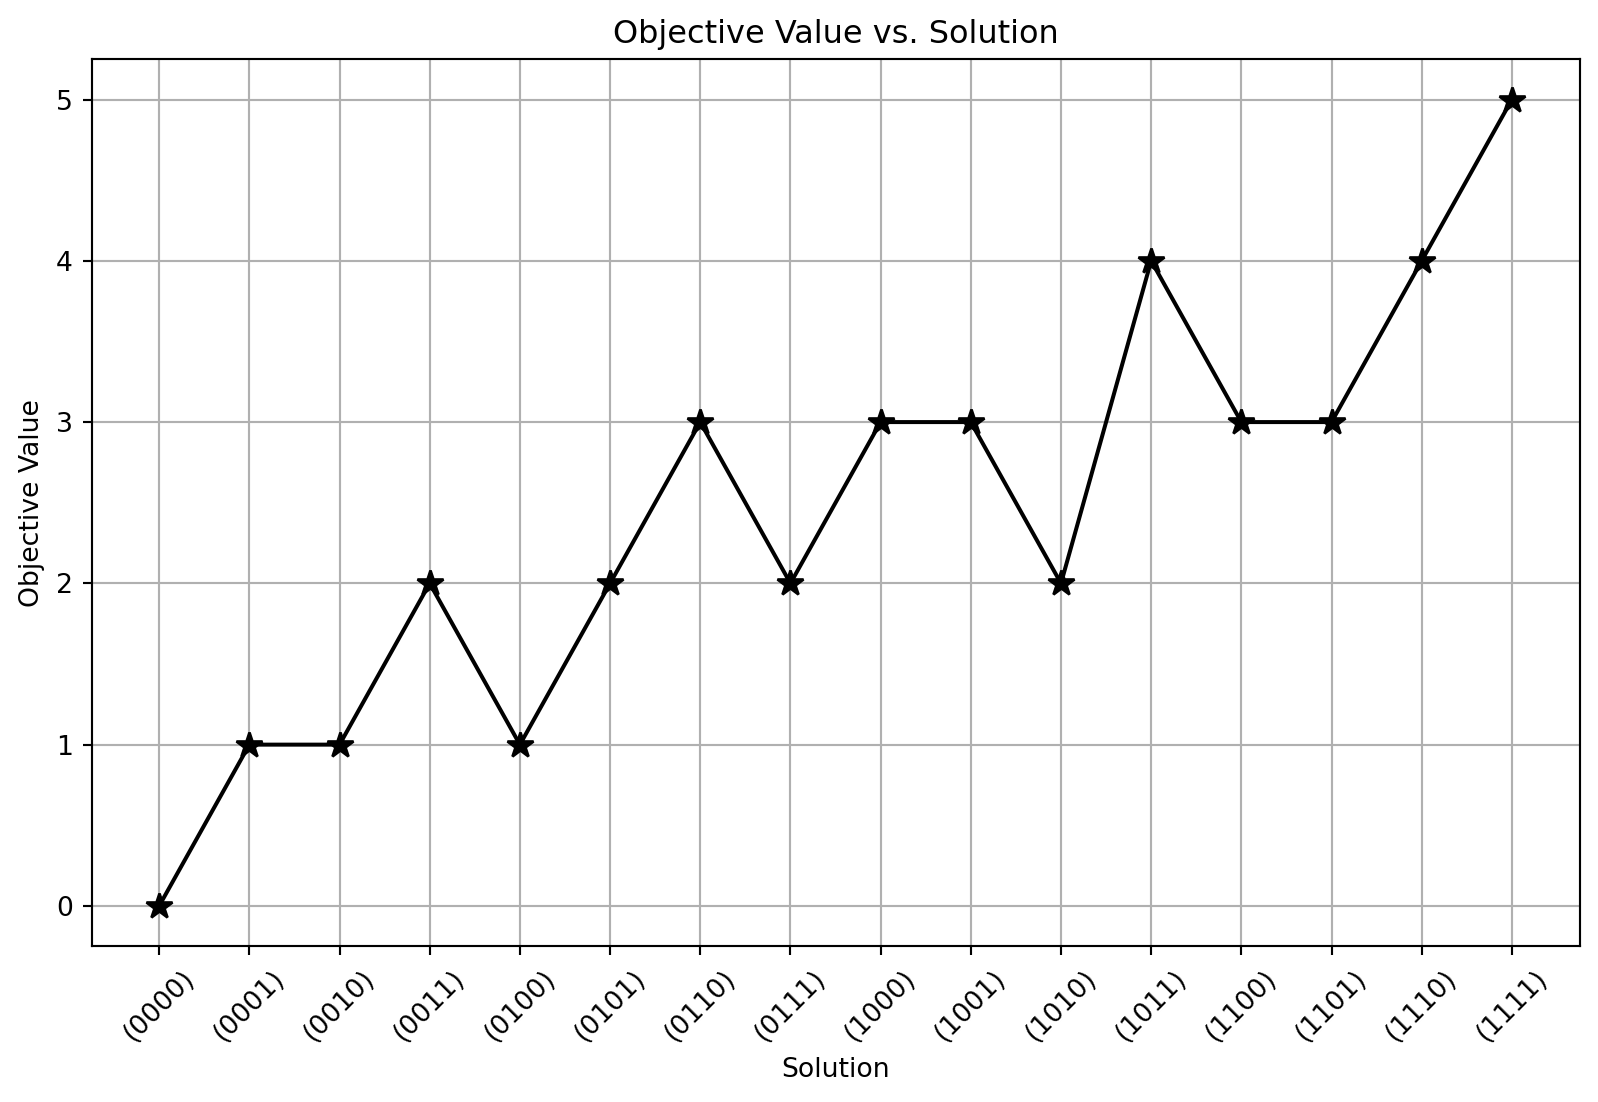 Objective Value vs. Solution
Objective Value
5
4
3
2
1
0
(0000) (0001) (0010) (0011) (0100) (0101) (0110) (0111) (1000) (1001) (1010) (1011) (1100) (1101) (1110) (1111)
Solution